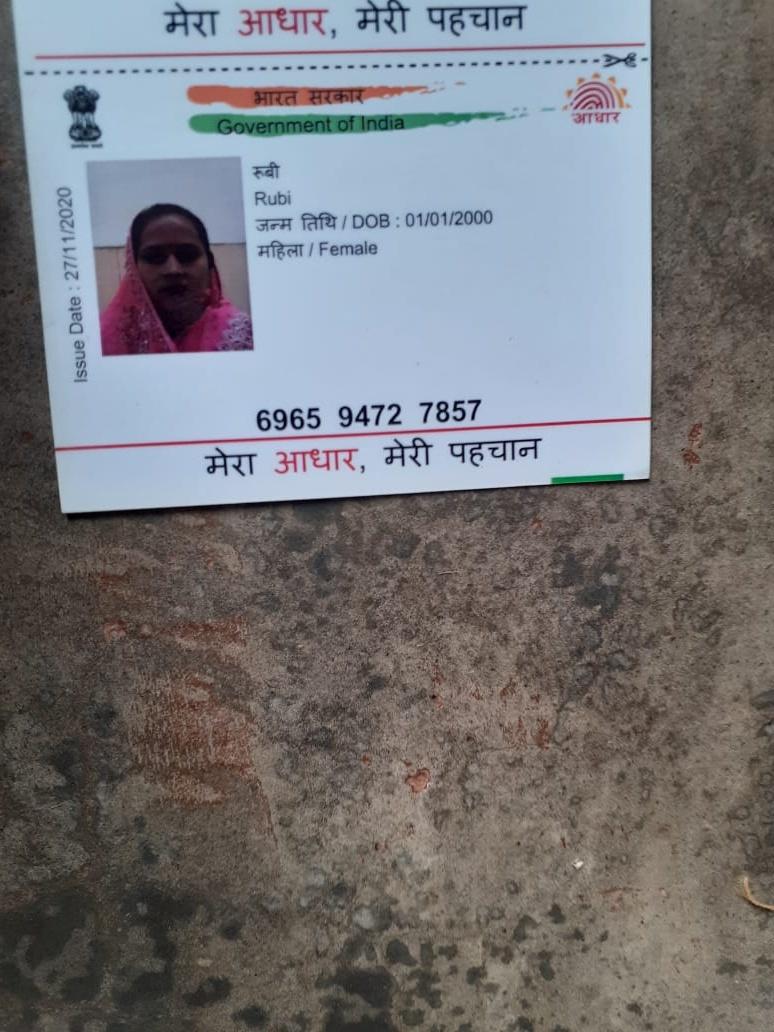 मेरा आधार, मेरी पहचान
भारत सरकार
Government of India
आधार
Issue Date : 27/11/2020
रूबी
Rubi
जन्म तिथि / DOB : 01/01/2000
महिला / Female
6965 9472 7857
मेरा आधार, मेरी पहचान